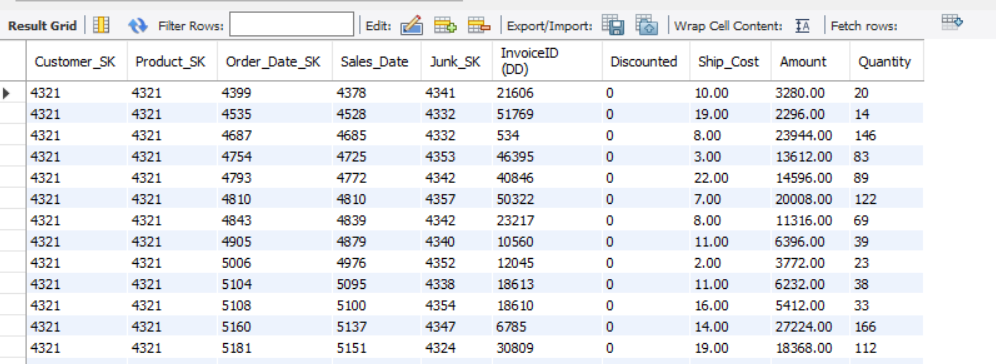 Result Grid Filter Rows: Edit: Export/Import: Wrap Cell Content: Fetch rows:
Customer_SK Product_SK Order_Date_SK Sales_Date Junk_SK InvoiceID (DD) Discounted Ship_Cost Amount Quantity
4321 4321 4399 4378 4341 21606 0 10.00 3280.00 20
4321 4321 4535 4528 4332 51769 0 19.00 2296.00 14
4321 4321 4687 4685 4332 534 0 8.00 23944.00 146
4321 4321 4754 4725 4353 46395 0 3.00 13612.00 83
4321 4321 4793 4772 4342 40846 0 22.00 14596.00 89
4321 4321 4810 4810 4357 50322 0 7.00 20008.00 122
4321 4321 4843 4839 4342 23217 0 8.00 11316.00 69
4321 4321 4905 4879 4340 10560 0 11.00 6396.00 39
4321 4321 5006 4976 4352 12045 0 2.00 3772.00 23
4321 4321 5104 5095 4338 18613 0 11.00 6232.00 38
4321 4321 5108 5100 4354 18610 0 16.00 5412.00 33
4321 4321 5160 5137 4347 6785 0 14.00 27224.00 166
4321 4321 5181 5151 4324 30809 0 19.00 18368.00 112